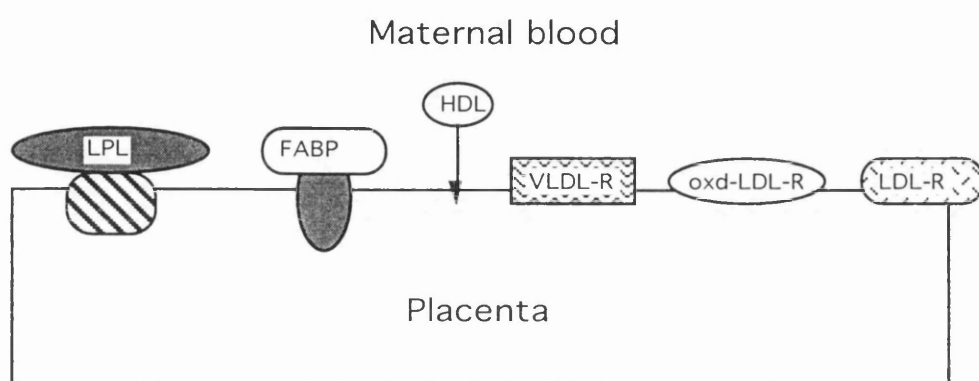 Maternal blood
HDL
LPL
FABP
VLDL-R
oxd-LDL-R
LDL-R
Placenta